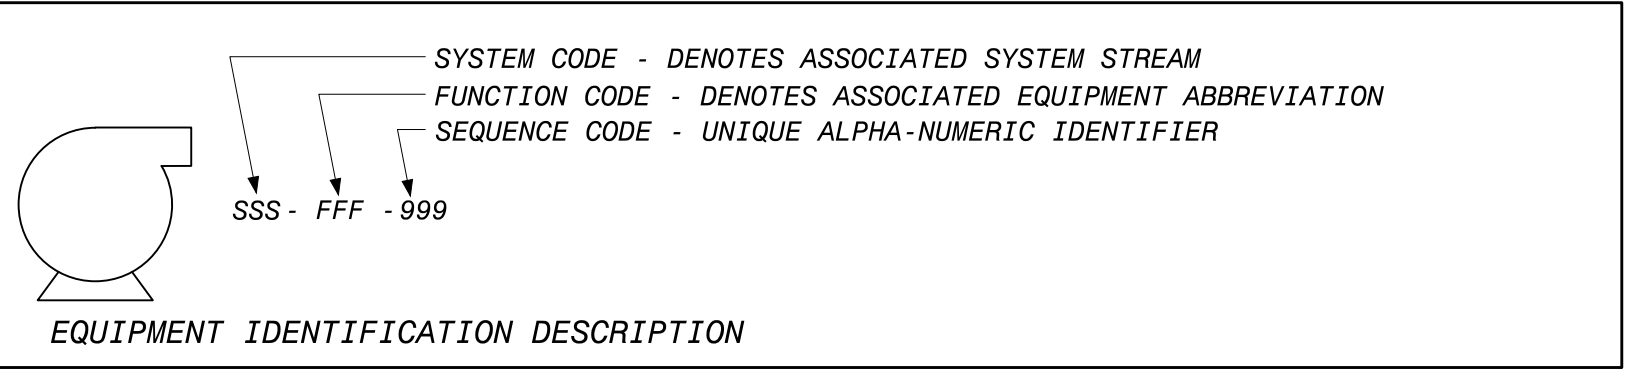 SYSTEM CODE - DENOTES ASSOCIATED SYSTEM STREAM
FUNCTION CODE - DENOTES ASSOCIATED EQUIPMENT ABBREVIATION
SEQUENCE CODE - UNIQUE ALPHA-NUMERIC IDENTIFIER
SSS - FFF -999
EQUIPMENT IDENTIFICATION DESCRIPTION